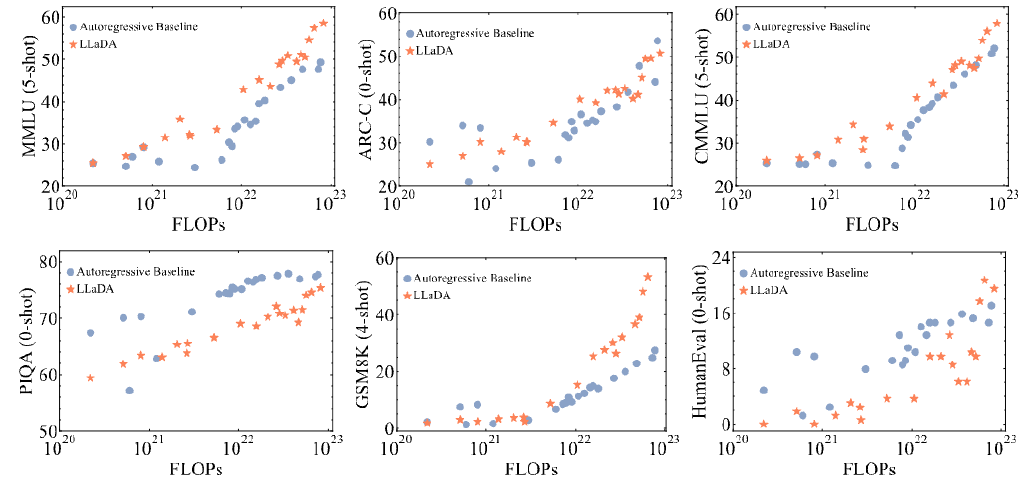 MMLU (5-shot)
60
50
40
30
20
Autoregressive Baseline
LLaDA
10^20
10^21
10^22
10^23
FLOPs
ARC-C (0-shot)
60
50
40
30
20
Autoregressive Baseline
LLaDA
10^20
10^21
10^22
10^23
FLOPs
CMMLU (5-shot)
60
50
40
30
20
Autoregressive Baseline
LLaDA
10^20
10^21
10^22
10^23
FLOPs
PIQA (0-shot)
80
70
60
50
Autoregressive Baseline
LLaDA
10^20
10^21
10^22
10^23
FLOPs
GSM8K (4-shot)
60
40
20
0
Autoregressive Baseline
LLaDA
10^20
10^21
10^22
10^23
FLOPs
HumanEval (0-shot)
24
16
8
0
Autoregressive Baseline
LLaDA
10^20
10^21
10^22
10^23
FLOPs